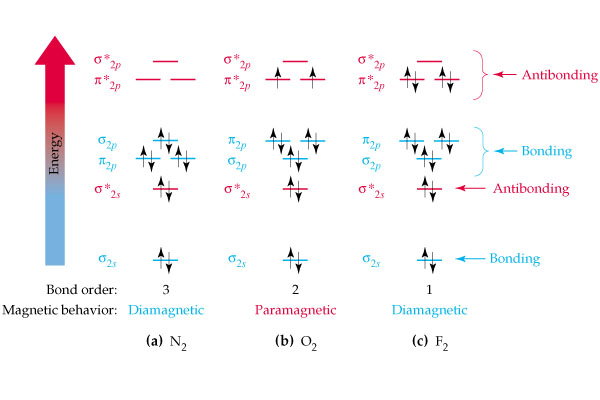 σ*2p σ*2p σ*2p
π*2p π*2p π*2p Antibonding
σ2p π2p π2p
Bonding
π2p σ2p σ2p
σ*2s σ*2s σ*2s Antibonding
σ2s σ2s σ2s Bonding
Energy
Bond order: 3 2 1
Magnetic behavior: Diamagnetic Paramagnetic Diamagnetic
(a) N2 (b) O2 (c) F2